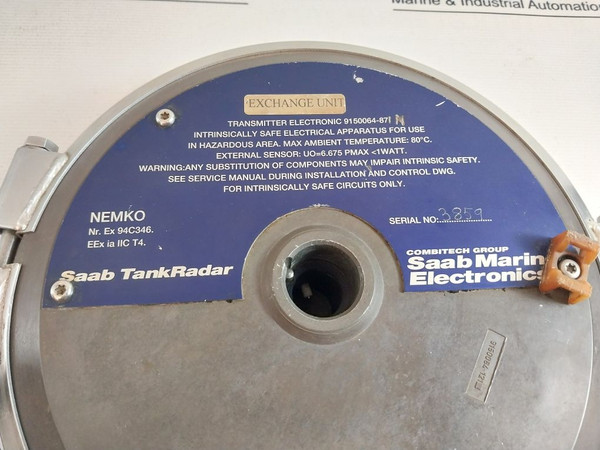 Marine & Industrial Automation
EXCHANGE UNIT
TRANSMITTER ELECTRONIC 9150064-871 N
INTRINSICALLY SAFE ELECTRICAL APPARATUS FOR USE
IN HAZARDOUS AREA. MAX AMBIENT TEMPERATURE: 80°C.
EXTERNAL SENSOR: UO=6.675 PMAX <1WATT.
WARNING:ANY SUBSTITUTION OF COMPONENTS MAY IMPAIR INTRINSIC SAFETY.
SEE SERVICE MANUAL DURING INSTALLATION AND CONTROL DWG.
FOR INTRINSICALLY SAFE CIRCUITS ONLY.
NEMKO
Nr. Ex 94C346.
EEx ia IIC T4.
SERIAL NO: 3859
Saab TankRadar
COMBITECH GROUP
Saab Marine
Electronics